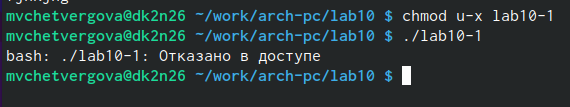 mvchetvergova@dk2n26 ~/work/arch-pc/lab10 $ chmod u-x lab10-1
mvchetvergova@dk2n26 ~/work/arch-pc/lab10 $ ./lab10-1
bash: ./lab10-1: Отказано в доступе
mvchetvergova@dk2n26 ~/work/arch-pc/lab10 $